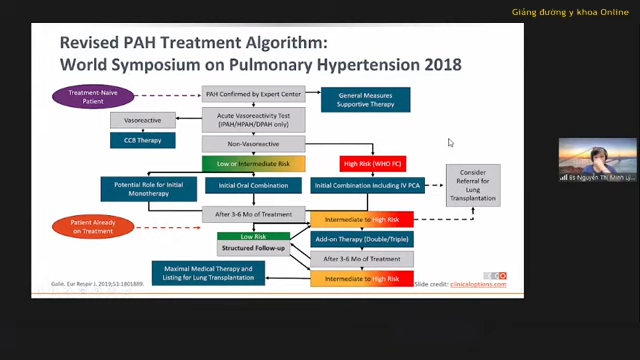 Giảng đường y khoa Online
Revised PAH Treatment Algorithm:
World Symposium on Pulmonary Hypertension 2018
Treatment-Naive
Patient
PAH Confirmed by Expert Center
General Measures
Supportive Therapy
Vasoreactive
Acute Vasoreactivity Test
(IPAH/HPAH/DPAH only)
CCB Therapy
Non-Vasoreactive
Low or Intermediate Risk
High Risk (WHO FC)
Consider
Referral for
Lung
Transplantation
Potential Role for Initial
Monotherapy
Initial Oral Combination
Initial Combination Including IV PCA
After 3-6 Mo of Treatment
Intermediate to High Risk
Patient Already
on Treatment
Low Risk
Structured Follow-up
Add-on Therapy (Double/Triple)
After 3-6 Mo of Treatment
Maximal Medical Therapy and
Listing for Lung Transplantation
Intermediate to High Risk
Galiè. Eur Respir J. 2019;53:1801889.
CCO
Slide credit: clinicaloptions.com
Bs Nguyễn Thị Minh Lý...